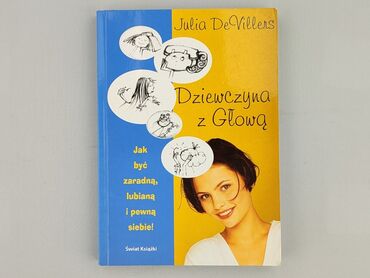 Julia DeVillers
Dziewczyna
z Głową
Jak
być
zaradną,
lubianą
i pewną
siebie!
Świat Książki